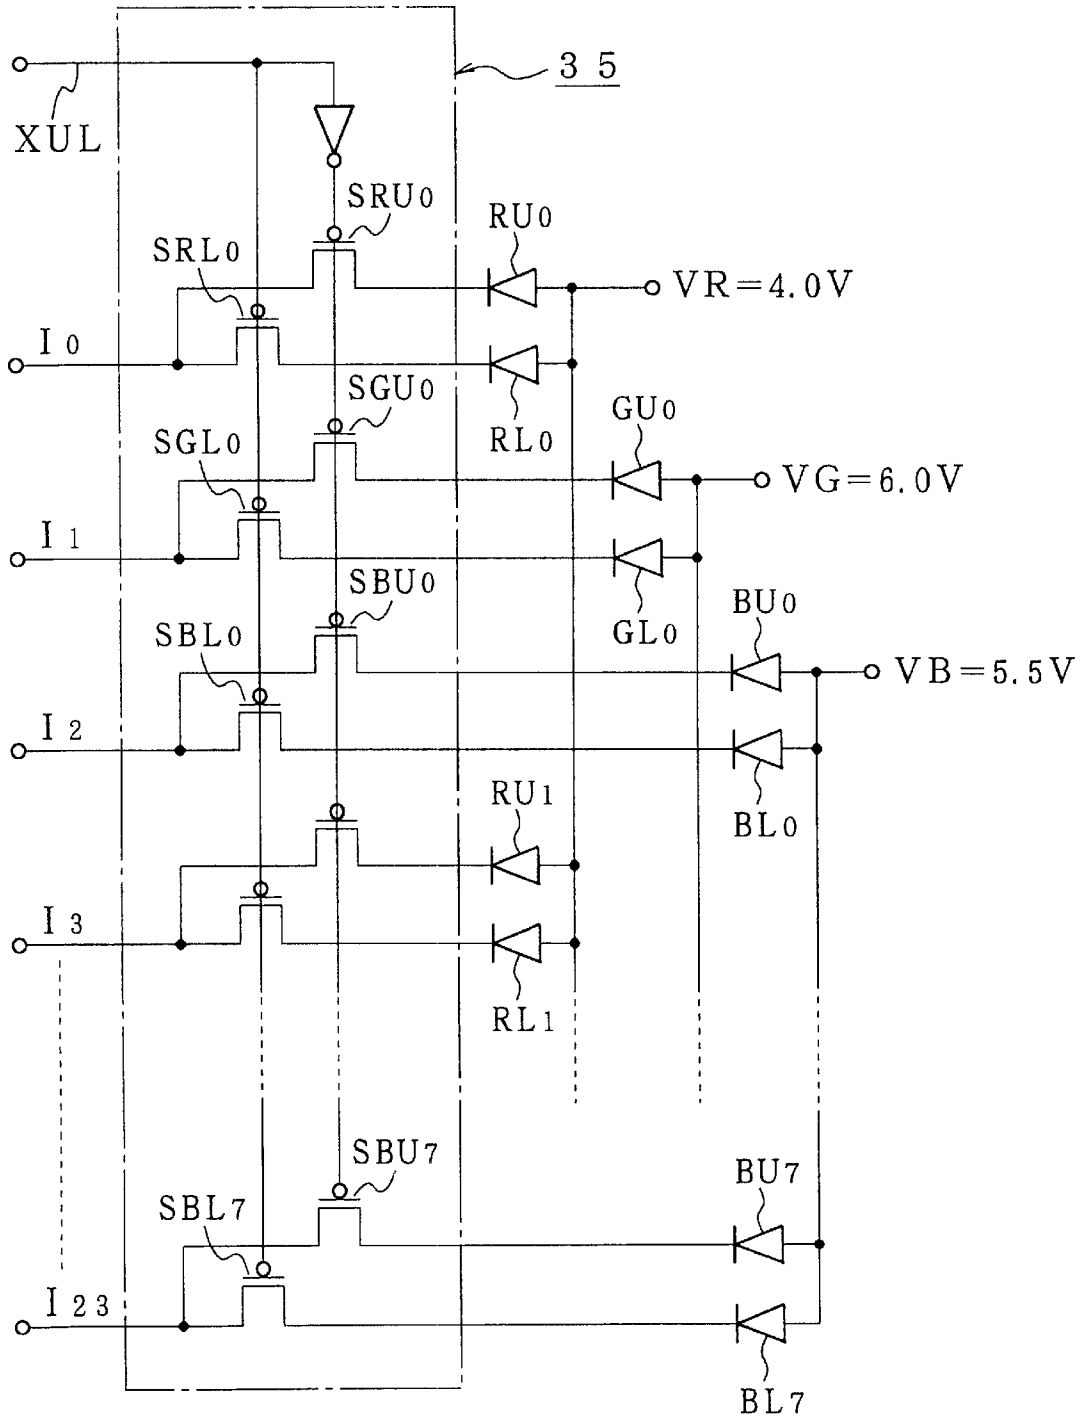 35
XUL
SRU0
RU0
SRL0
VR=4.0V
I0
SGU0
GU0
RL0
SGL0
VG=6.0V
I1
SBU0
BU0
GL0
SBL0
VB=5.5V
I2
RU1
BL0
I3
RL1
SBU7
BU7
SBL7
I23
BL7